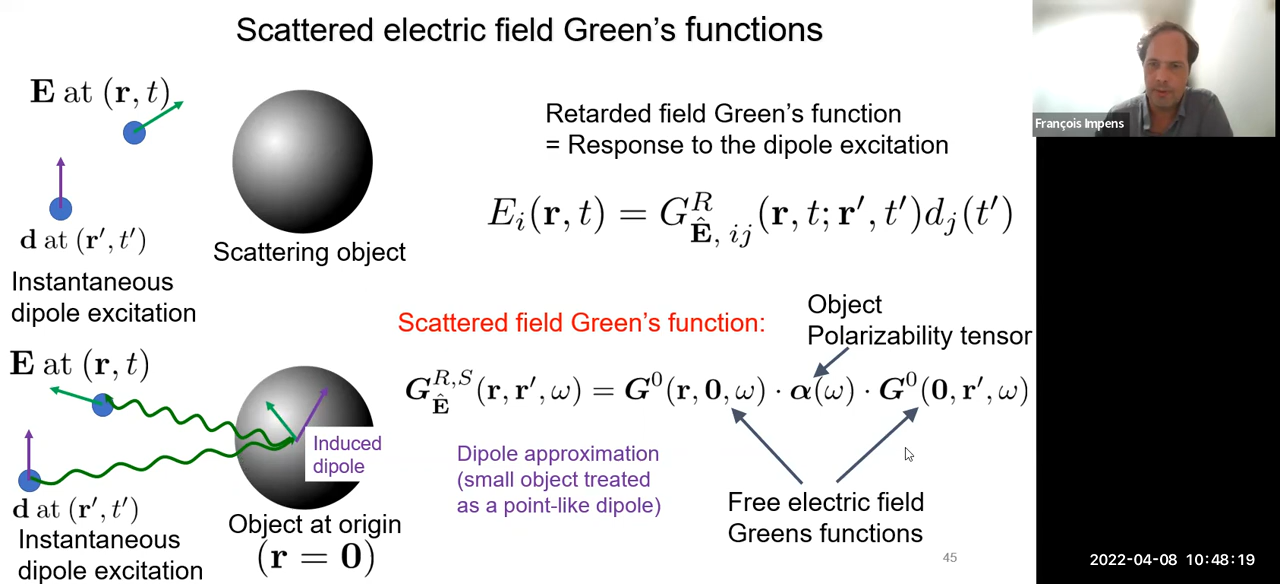 Scattered electric field Green's functions
E at (r, t)
d at (r′, t′)
Instantaneous
dipole excitation
Scattering object
Retarded field Green's function
= Response to the dipole excitation
E_i(r, t) = G^R_{Ê, ij}(r, t; r′, t′)d_j(t′)
Scattered field Green's function:
Object
Polarizability tensor
G^{R,S}_Ê(r, r′, ω) = G^0(r, 0, ω) · α(ω) · G^0(0, r′, ω)
E at (r, t)
d at (r′, t′)
Instantaneous
dipole excitation
Induced
dipole
Object at origin
(r = 0)
Dipole approximation
(small object treated
as a point-like dipole)
Free electric field
Greens functions
45
François Impens
2022-04-08 10:48:19